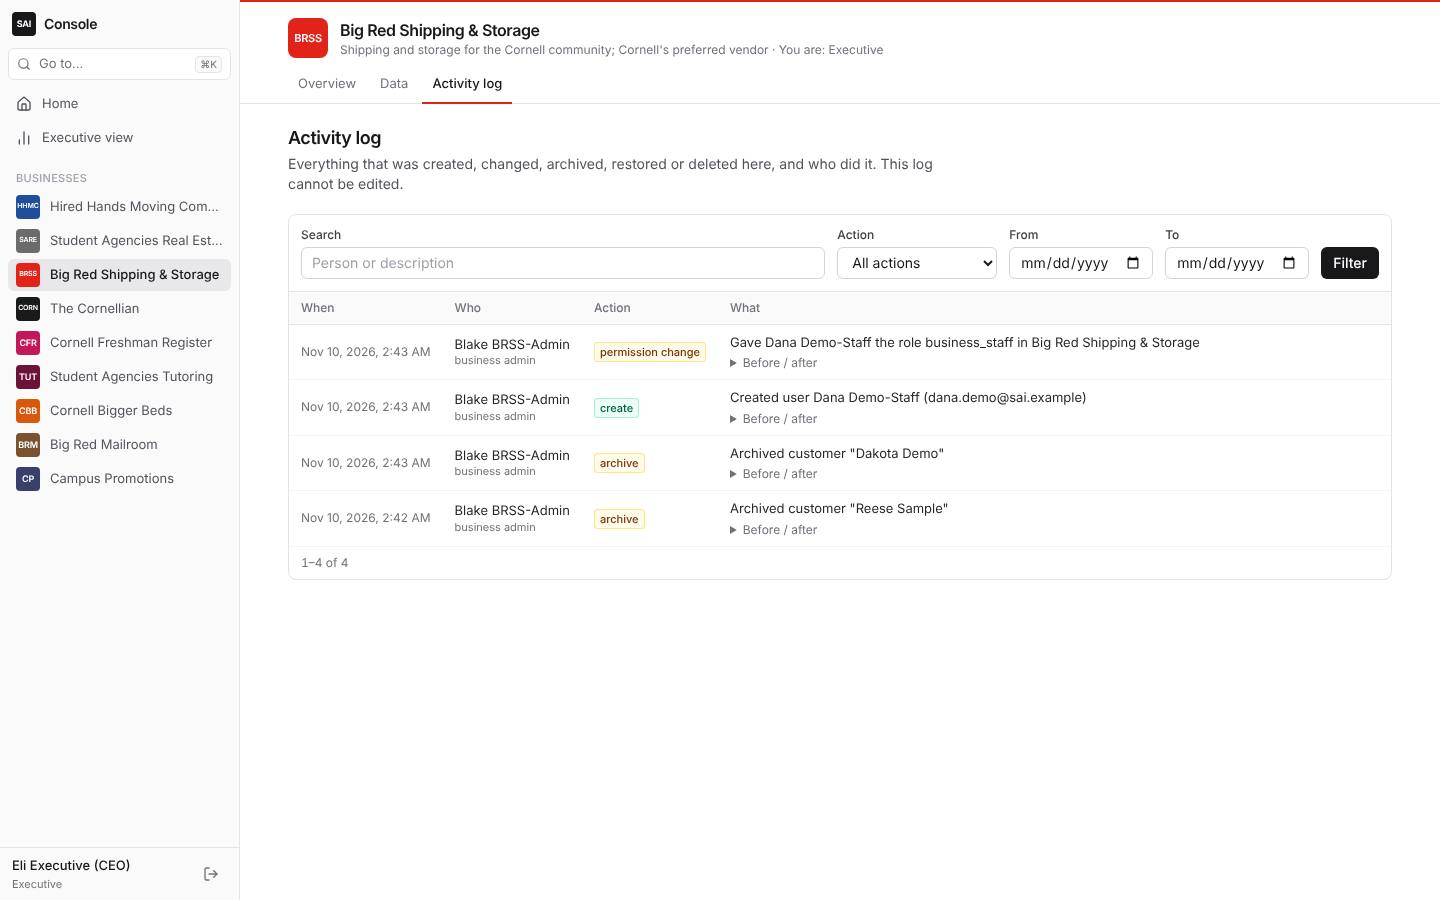 SAI Console
Go to... ⌘K
Home
Executive view
BUSINESSES
HHMC Hired Hands Moving Com...
SARE Student Agencies Real Est...
BRSS Big Red Shipping & Storage
CORN The Cornellian
CFR Cornell Freshman Register
TUT Student Agencies Tutoring
CBB Cornell Bigger Beds
BRM Big Red Mailroom
CP Campus Promotions
Eli Executive (CEO)
Executive
BRSS
Big Red Shipping & Storage
Shipping and storage for the Cornell community; Cornell's preferred vendor · You are: Executive
Overview Data Activity log
Activity log
Everything that was created, changed, archived, restored or deleted here, and who did it. This log
cannot be edited.
Search Action From To
Person or description All actions mm/dd/yyyy mm/dd/yyyy Filter
When Who Action What
Nov 10, 2026, 2:43 AM Blake BRSS-Admin permission change Gave Dana Demo-Staff the role business_staff in Big Red Shipping & Storage
business admin Before / after
Nov 10, 2026, 2:43 AM Blake BRSS-Admin create Created user Dana Demo-Staff (dana.demo@sai.example)
business admin Before / after
Nov 10, 2026, 2:43 AM Blake BRSS-Admin archive Archived customer "Dakota Demo"
business admin Before / after
Nov 10, 2026, 2:42 AM Blake BRSS-Admin archive Archived customer "Reese Sample"
business admin Before / after
1–4 of 4